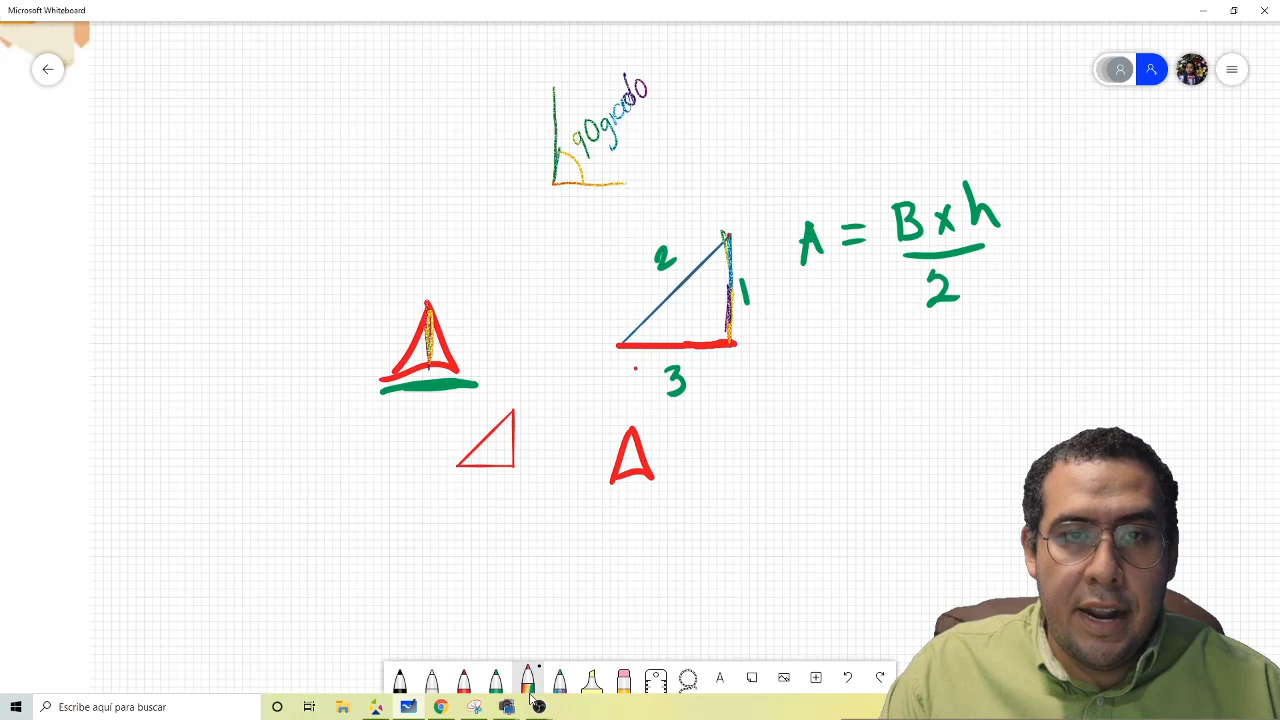 Microsoft Whiteboard
90grado
2
1
3
A = B x h
2
A
Escribe aquí para buscar